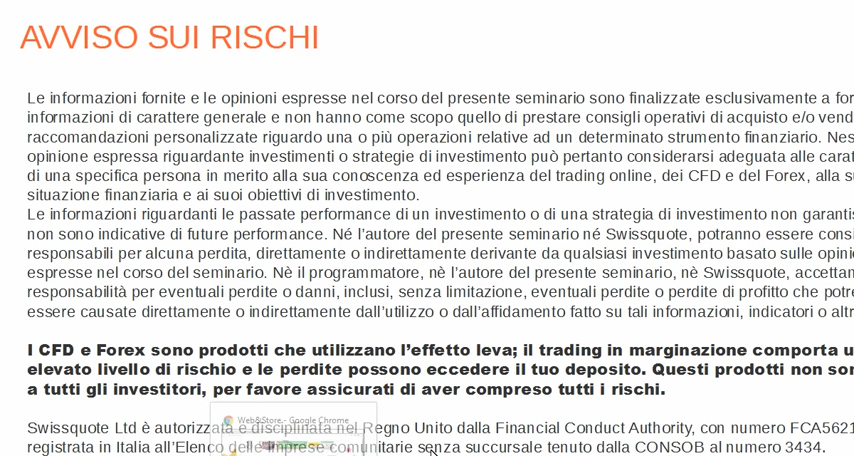 AVVISO SUI RISCHI
Le informazioni fornite e le opinioni espresse nel corso del presente seminario sono finalizzate esclusivamente a for
informazioni di carattere generale e non hanno come scopo quello di prestare consigli operativi di acquisto e/o vend
raccomandazioni personalizzate riguardo una o più operazioni relative ad un determinato strumento finanziario. Nes
opinione espressa riguardante investimenti o strategie di investimento può pertanto considerarsi adeguata alle carat
di una specifica persona in merito alla sua conoscenza ed esperienza del trading online, dei CFD e del Forex, alla s
situazione finanziaria e ai suoi obiettivi di investimento.
Le informazioni riguardanti le passate performance di un investimento o di una strategia di investimento non garantis
non sono indicative di future performance. Né l’autore del presente seminario né Swissquote, potranno essere consi
responsabili per alcuna perdita, direttamente o indirettamente derivante da qualsiasi investimento basato sulle opini
espresse nel corso del seminario. Nè il programmatore, nè l’autore del presente seminario, nè Swissquote, accettan
responsabilità per eventuali perdite o danni, inclusi, senza limitazione, eventuali perdite o perdite di profitto che potre
essere causate direttamente o indirettamente dall’utilizzo o dall’affidamento fatto su tali informazioni, indicatori o altr
I CFD e Forex sono prodotti che utilizzano l’effetto leva; il trading in marginazione comporta u
elevato livello di rischio e le perdite possono eccedere il tuo deposito. Questi prodotti non son
a tutti gli investitori, per favore assicurati di aver compreso tutti i rischi.
Web&Store - Google Chrome
Swissquote Ltd è autorizzata e disciplinata nel Regno Unito dalla Financial Conduct Authority, con numero FCA5621
registrata in Italia all’Elenco delle imprese comunitarie senza succursale tenuto dalla CONSOB al numero 3434.